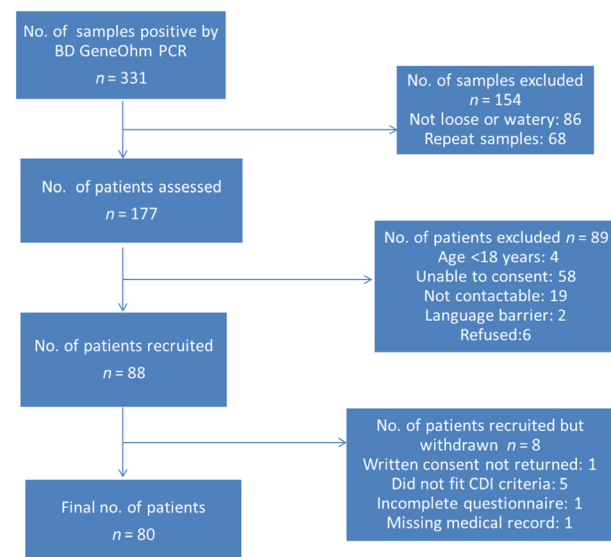 No. of samples positive by
BD GeneOhm PCR
n = 331
No. of samples excluded
n = 154
Not loose or watery: 86
Repeat samples: 68
No. of patients assessed
n = 177
No. of patients excluded n = 89
Age <18 years: 4
Unable to consent: 58
Not contactable: 19
Language barrier: 2
Refused:6
No. of patients recruited
n = 88
No. of patients recruited but
withdrawn n = 8
Written consent not returned: 1
Did not fit CDI criteria: 5
Incomplete questionnaire: 1
Missing medical record: 1
Final no. of patients
n = 80